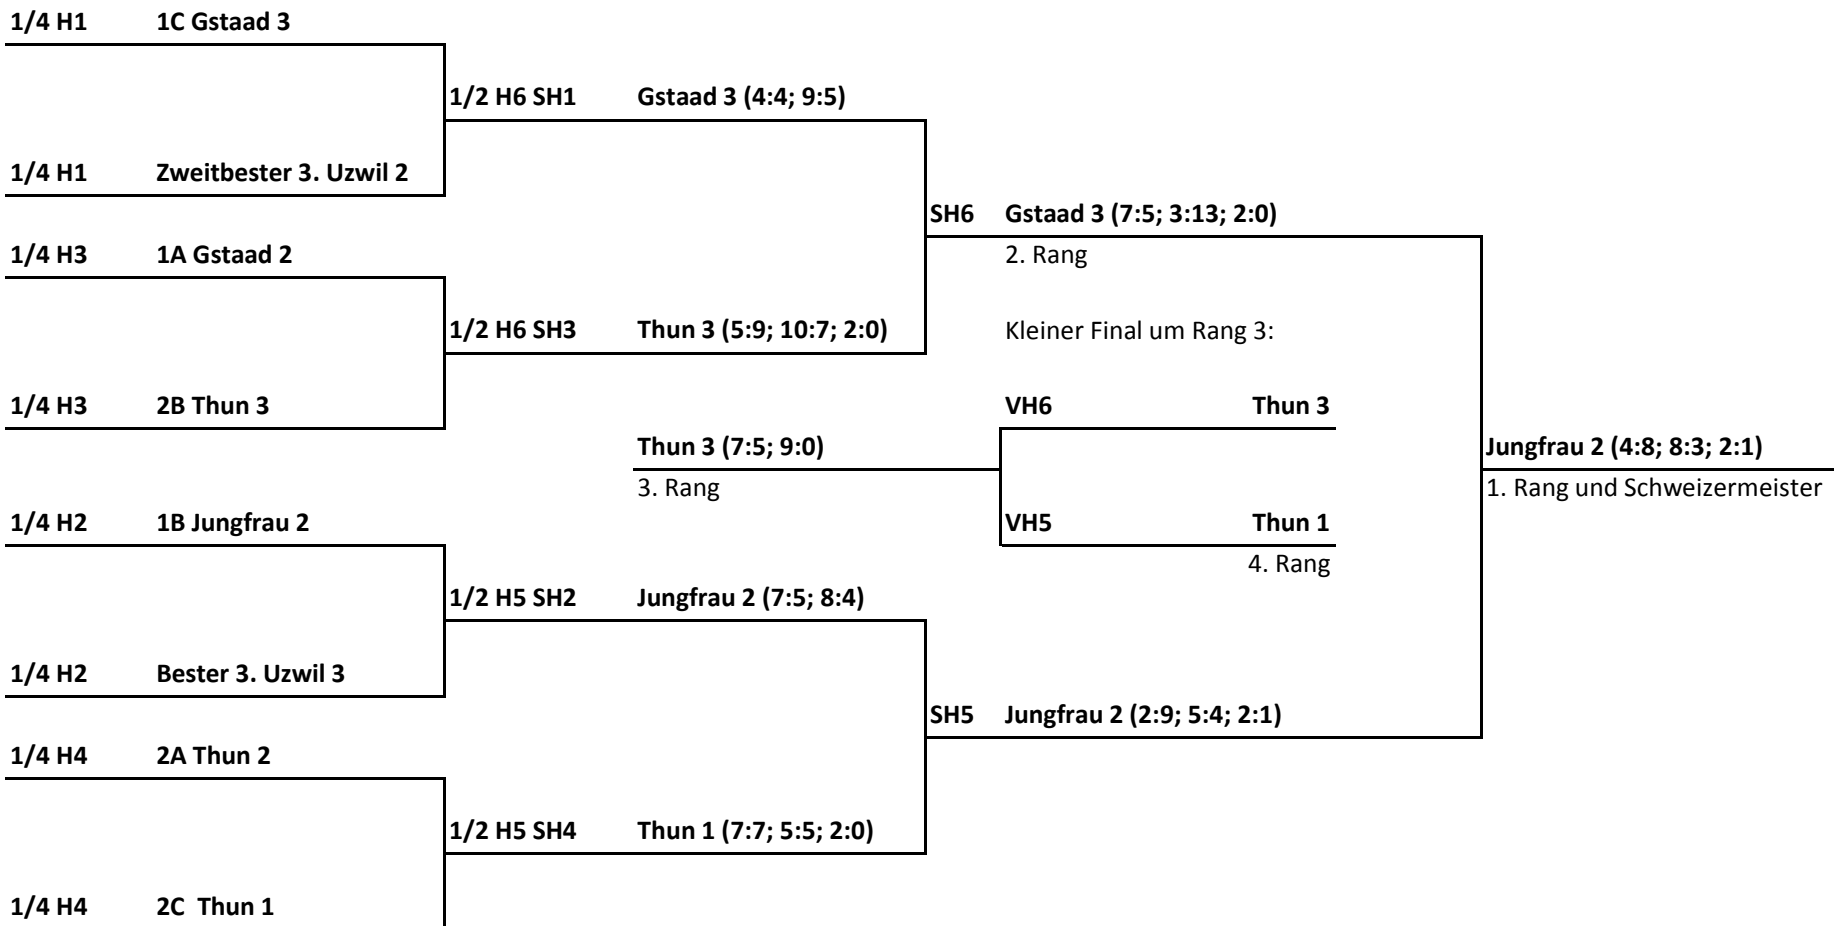 1/4 H1 1C Gstaad 3
1/2 H6 SH1 Gstaad 3 (4:4; 9:5)
1/4 H1 Zweitbester 3. Uzwil 2
SH6 Gstaad 3 (7:5; 3:13; 2:0)
1/4 H3 1A Gstaad 2
2. Rang
1/2 H6 SH3 Thun 3 (5:9; 10:7; 2:0)
Kleiner Final um Rang 3:
1/4 H3 2B Thun 3
VH6 Thun 3
Thun 3 (7:5; 9:0)
Jungfrau 2 (4:8; 8:3; 2:1)
3. Rang
1. Rang und Schweizermeister
1/4 H2 1B Jungfrau 2
VH5 Thun 1
4. Rang
1/2 H5 SH2 Jungfrau 2 (7:5; 8:4)
1/4 H2 Bester 3. Uzwil 3
SH5 Jungfrau 2 (2:9; 5:4; 2:1)
1/4 H4 2A Thun 2
1/2 H5 SH4 Thun 1 (7:7; 5:5; 2:0)
1/4 H4 2C Thun 1